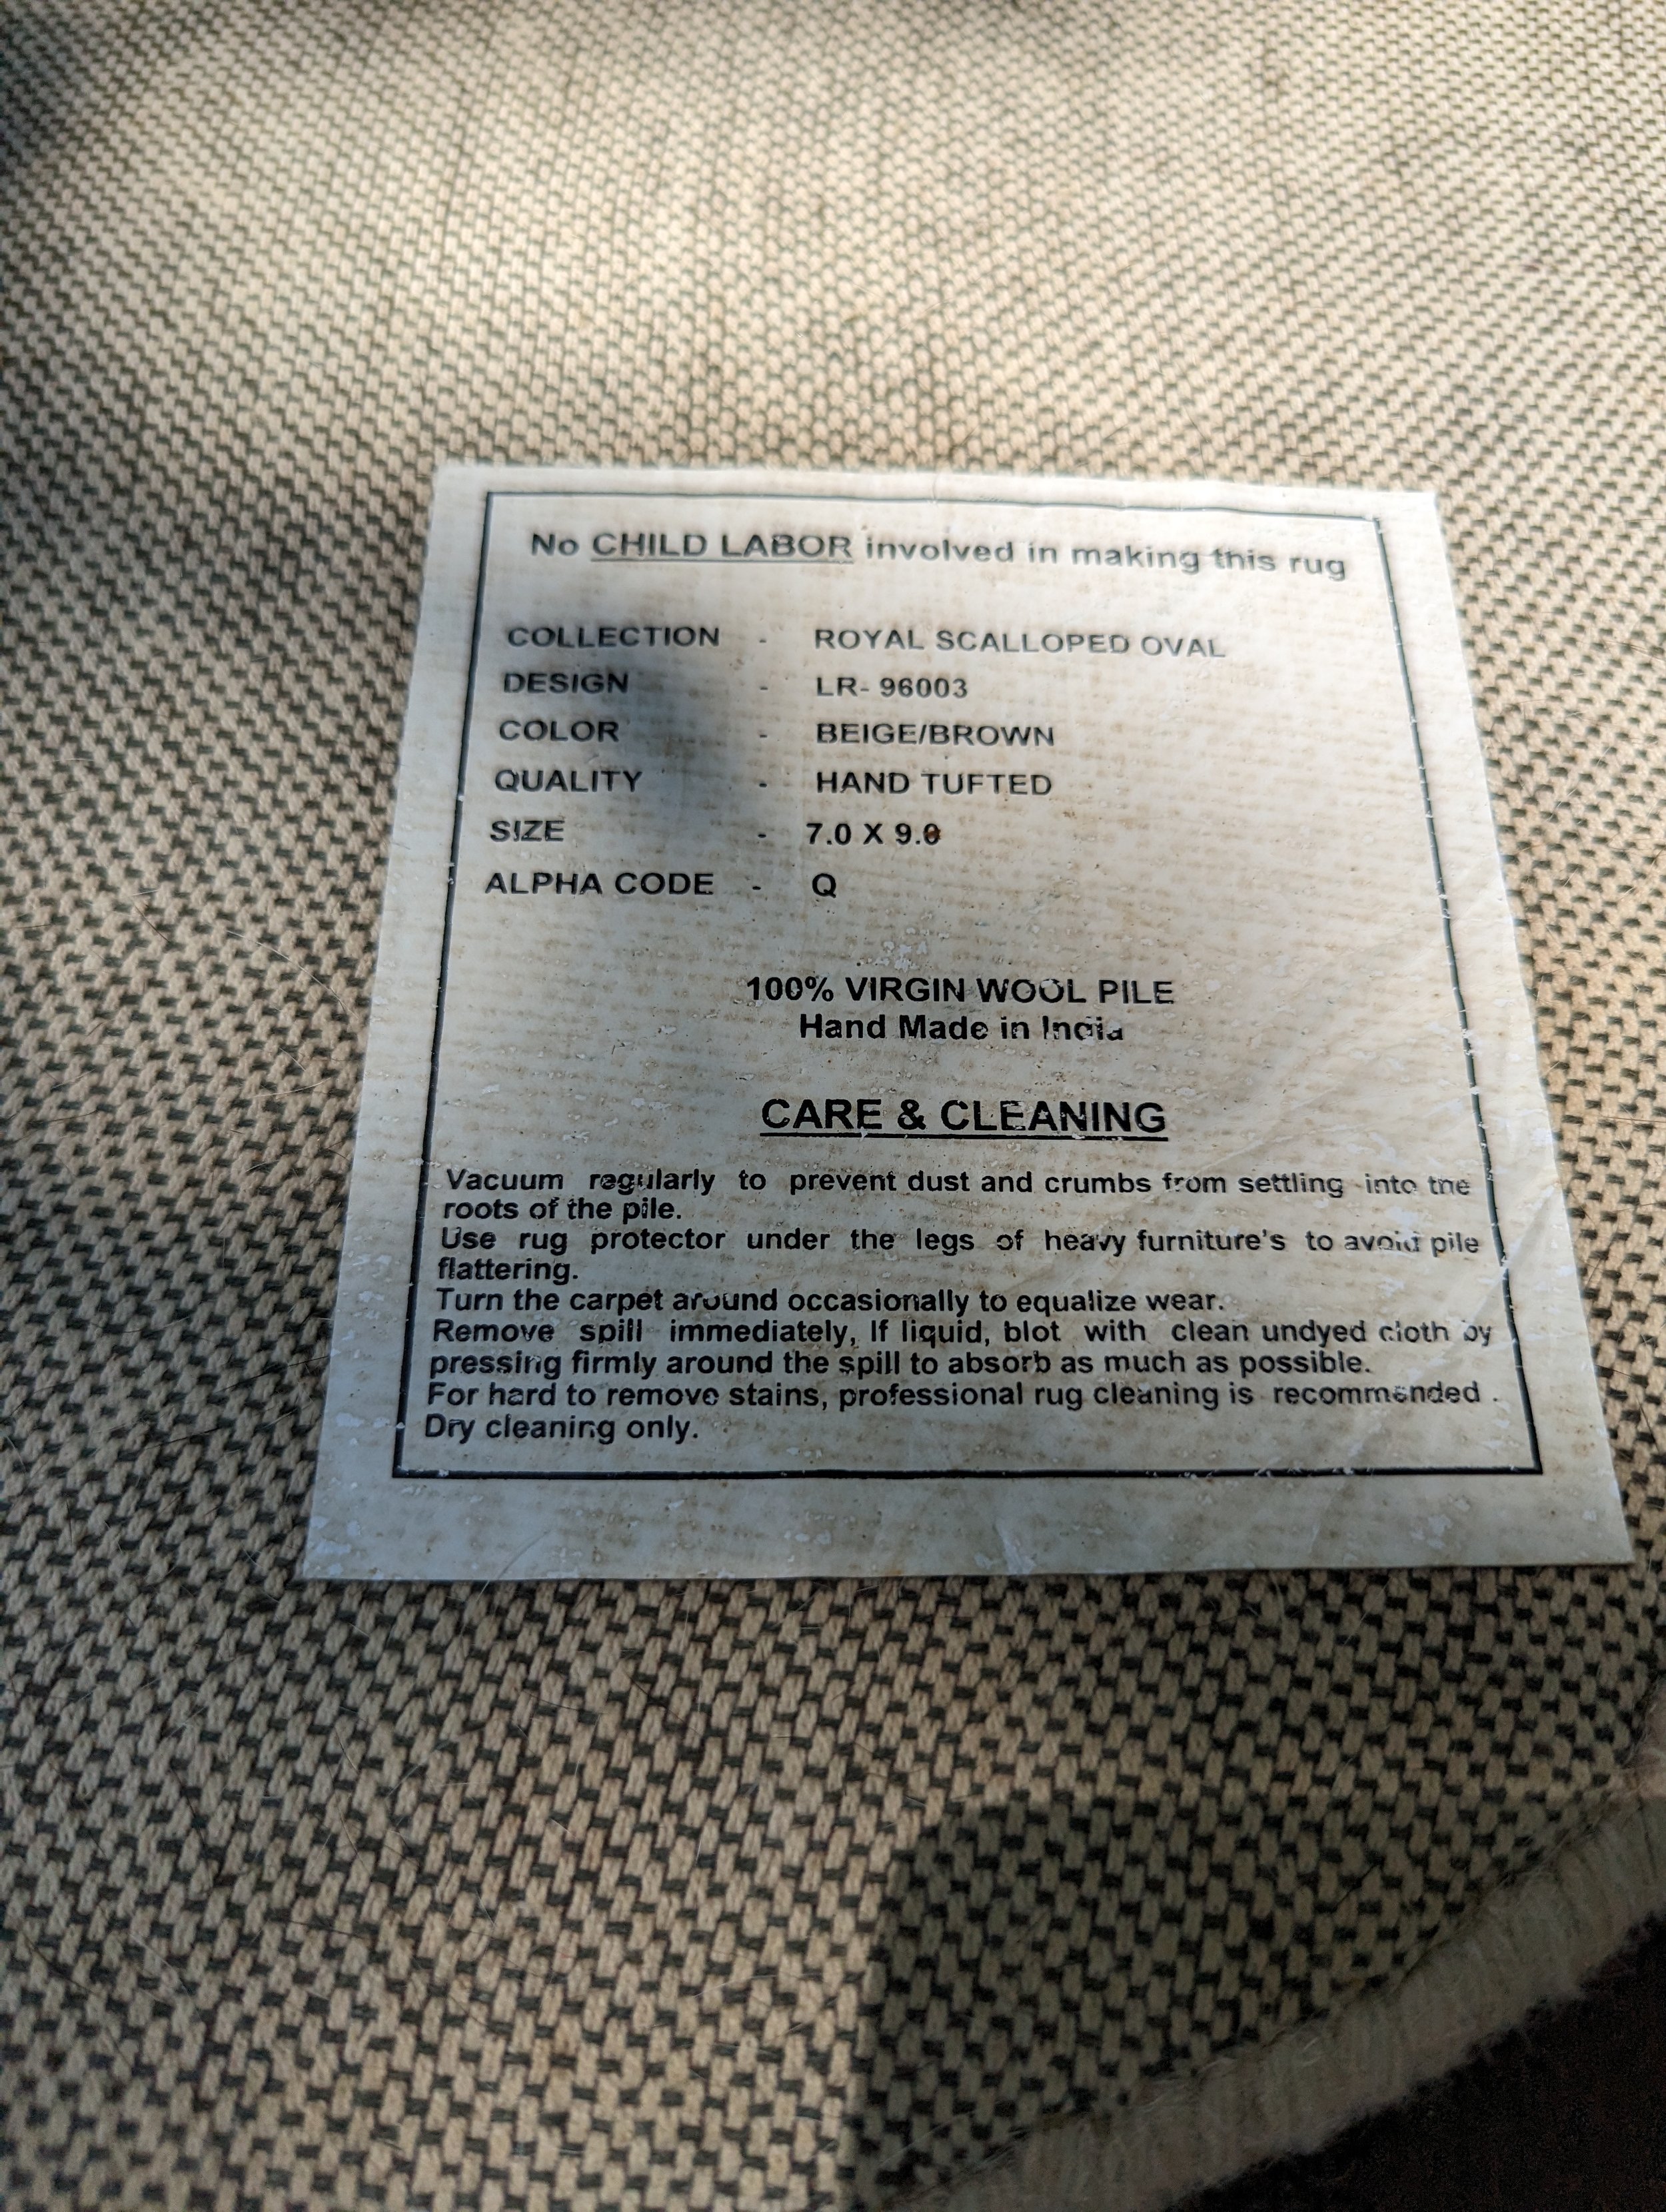 No CHILD LABOR involved in making this rug
COLLECTION - ROYAL SCALLOPED OVAL
DESIGN - LR- 96003
COLOR - BEIGE/BROWN
QUALITY - HAND TUFTED
SIZE - 7.0 X 9.0
ALPHA CODE - Q
100% VIRGIN WOOL PILE
Hand Made in India
CARE & CLEANING
Vacuum regularly to prevent dust and crumbs from settling into the
roots of the pile.
Use rug protector under the legs of heavy furniture's to avoid pile
flattering.
Turn the carpet around occasionally to equalize wear.
Remove spill immediately, If liquid, blot with clean undyed cloth by
pressing firmly around the spill to absorb as much as possible.
For hard to remove stains, professional rug cleaning is recommended .
Dry cleaning only.